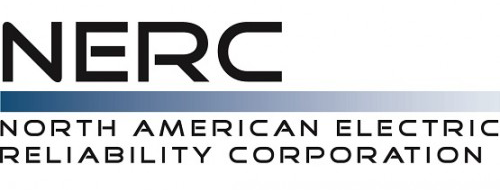 NERC
NORTH AMERICAN ELECTRIC
RELIABILITY CORPORATION